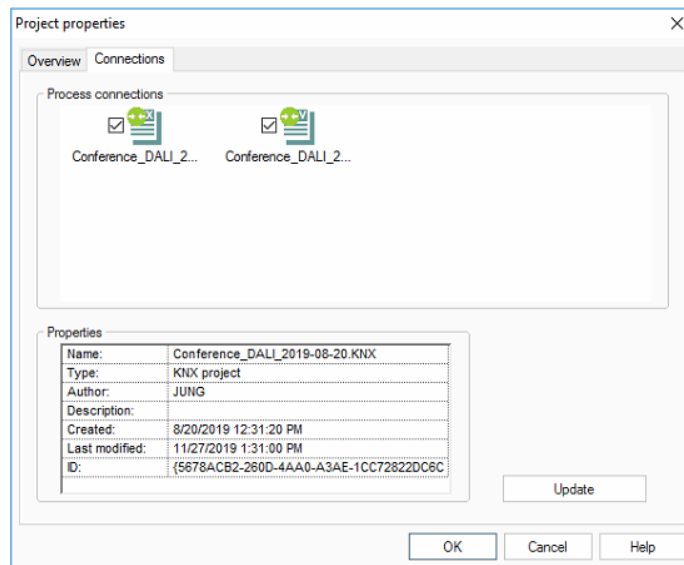 Project properties
Overview
Connections
Process connections
Conference_DALI_2...
Conference_DALI_2...
Properties
Name: Conference_DALI_2019-08-20.KNX
Type: KNX project
Author: JUNG
Description:
Created: 8/20/2019 12:31:20 PM
Last modified: 11/27/2019 1:31:00 PM
ID: {5678ACB2-260D-4AA0-A3AE-1CC72822DC6C
Update
OK
Cancel
Help